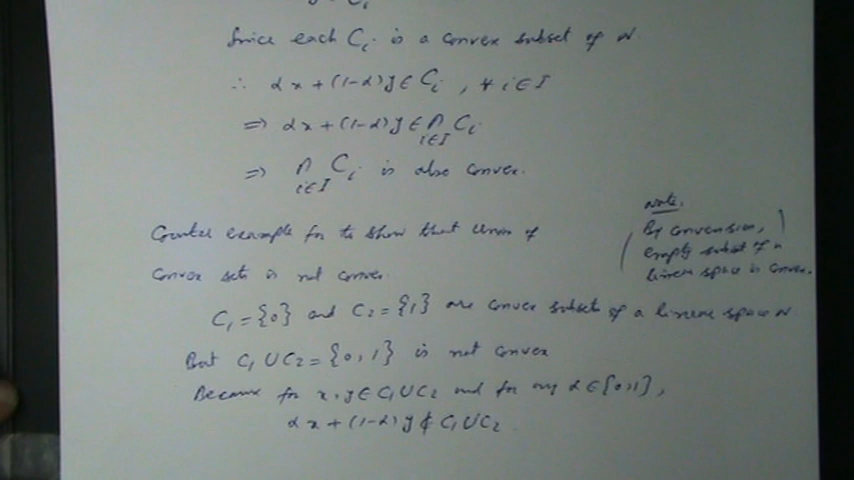 Since each Cᵢ is a convex subset of N
∴ αx + (1-α)y ∈ Cᵢ , ∀ i ∈ I
⇒ αx + (1-α)y ∈ ∩ Cᵢ
i∈I
⇒ ∩ Cᵢ is also convex.
i∈I
Counter example for to show that union of
convex sets is not convex.
Note.
(By convension,
empty subset of a
linear space is convex.)
C₁ = {0} and C₂ = {1} are convex subsets of a linear space N
But C₁ ∪ C₂ = {0, 1} is not convex
Because for x, y ∈ C₁ ∪ C₂ and for any α ∈ [0,1],
αx + (1-α)y ∉ C₁ ∪ C₂.